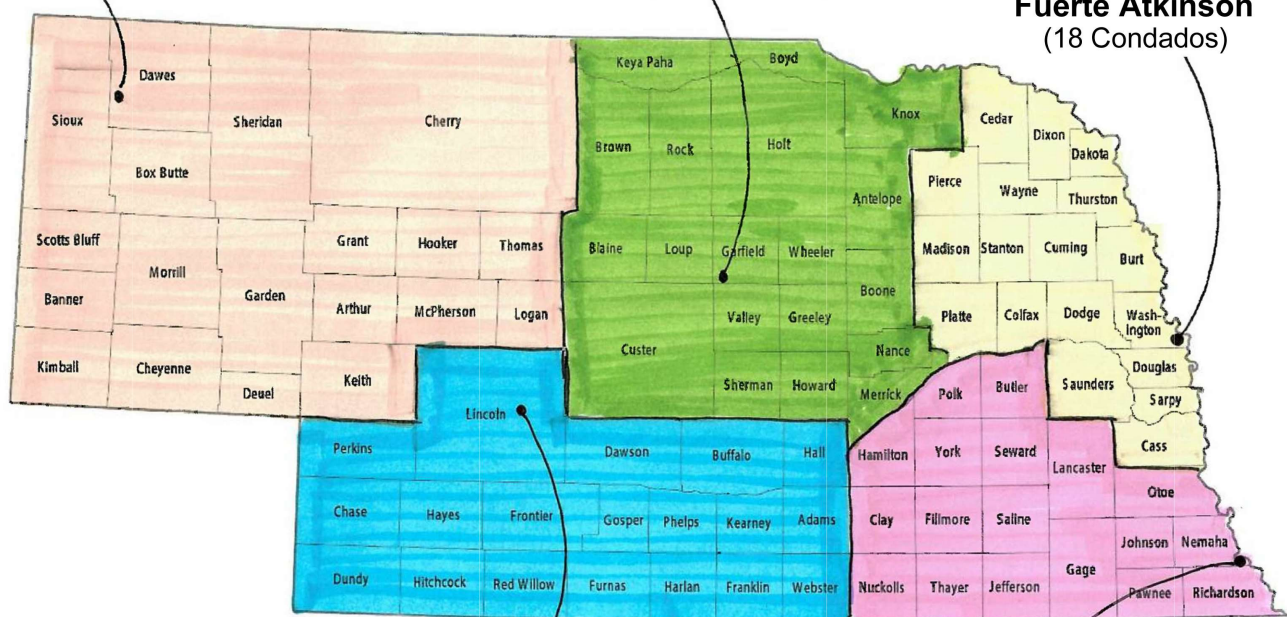 Fuerte Atkinson
(18 Condados)
Dawes
Sioux
Sheridan
Cherry
Box Butte
Scotts Bluff
Grant
Hooker
Thomas
Morrill
Banner
Garden
Arthur
McPherson
Logan
Kimball
Cheyenne
Deuel
Keith
Keya Paha
Boyd
Knox
Brown
Rock
Holt
Antelope
Blaine
Loup
Garfield
Wheeler
Boone
Valley
Greeley
Custer
Nance
Sherman
Howard
Merrick
Cedar
Dixon
Dakota
Pierce
Wayne
Thurston
Madison
Stanton
Cuming
Burt
Platte
Colfax
Dodge
Wash-
ington
Douglas
Saunders
Sarpy
Cass
Lincoln
Perkins
Dawson
Buffalo
Hall
Chase
Hayes
Frontier
Gosper
Phelps
Kearney
Adams
Dundy
Hitchcock
Red Willow
Furnas
Harlan
Franklin
Webster
Polk
Butler
Hamilton
York
Seward
Lancaster
Otoe
Clay
Fillmore
Saline
Johnson
Nemaha
Gage
Nuckolls
Thayer
Jefferson
Pawnee
Richardson